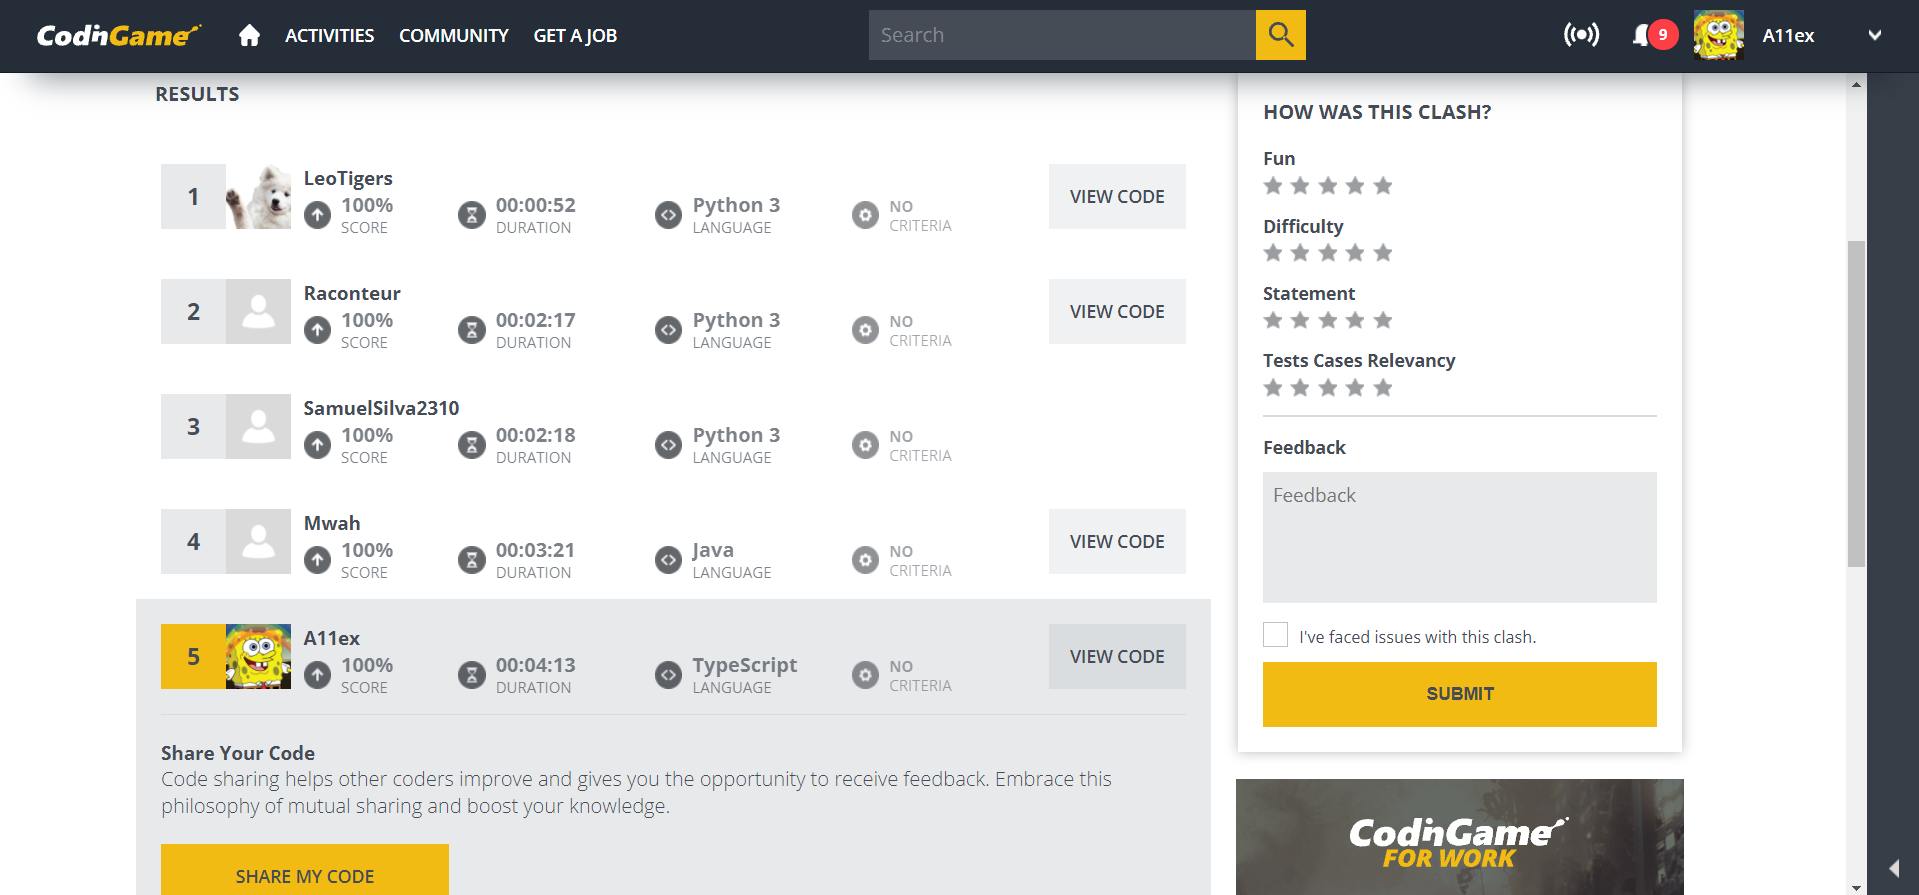 CodinGame ACTIVITIES COMMUNITY GET A JOB Search 9 A11ex
RESULTS
1 LeoTigers
100% SCORE 00:00:52 DURATION Python 3 LANGUAGE NO CRITERIA
VIEW CODE
2 Raconteur
100% SCORE 00:02:17 DURATION Python 3 LANGUAGE NO CRITERIA
VIEW CODE
3 SamuelSilva2310
100% SCORE 00:02:18 DURATION Python 3 LANGUAGE NO CRITERIA
4 Mwah
100% SCORE 00:03:21 DURATION Java LANGUAGE NO CRITERIA
VIEW CODE
5 A11ex
100% SCORE 00:04:13 DURATION TypeScript LANGUAGE NO CRITERIA
VIEW CODE
Share Your Code
Code sharing helps other coders improve and gives you the opportunity to receive feedback. Embrace this
philosophy of mutual sharing and boost your knowledge.
SHARE MY CODE
HOW WAS THIS CLASH?
Fun
Difficulty
Statement
Tests Cases Relevancy
Feedback
Feedback
I've faced issues with this clash.
SUBMIT
CodinGame
FOR WORK